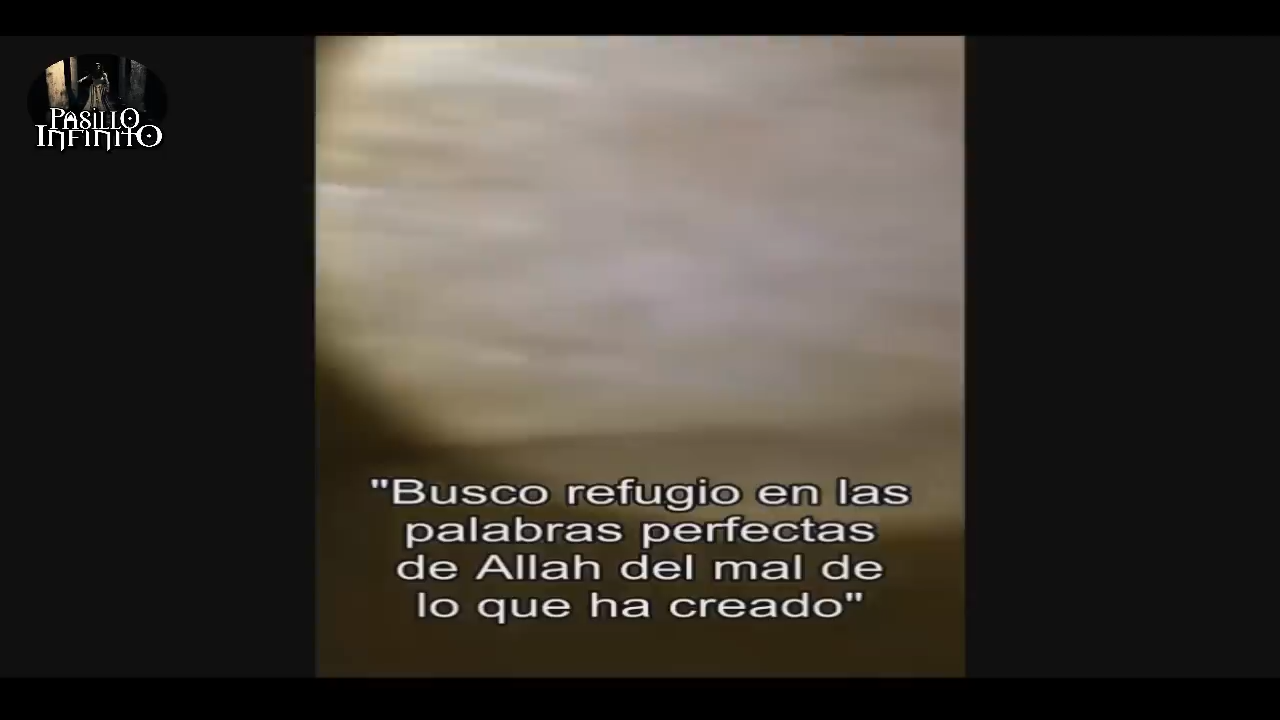 PASILLO
INFINITO
"Busco refugio en las
palabras perfectas
de Allah del mal de
lo que ha creado"